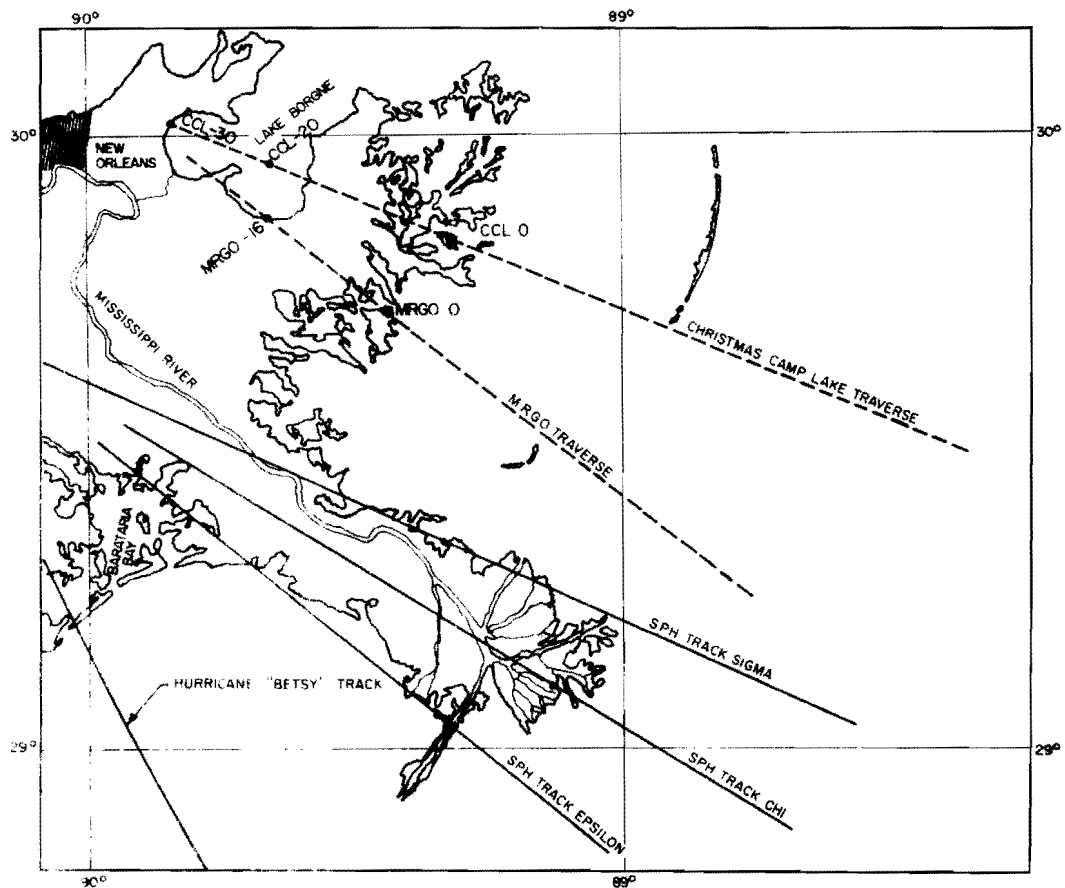 90°
89°
30°
30°
CCL-30
LAKE BORGNE
CCL-20
NEW
ORLEANS
CCL 0
MRGO -16
MRGO 0
MISSISSIPPI RIVER
CHRISTMAS CAMP LAKE TRAVERSE
MRGO TRAVERSE
BARATARIA
BAY
SPH TRACK SIGMA
HURRICANE "BETSY" TRACK
29°
29°
SPH TRACK CHI
SPH TRACK EPSILON
90°
89°